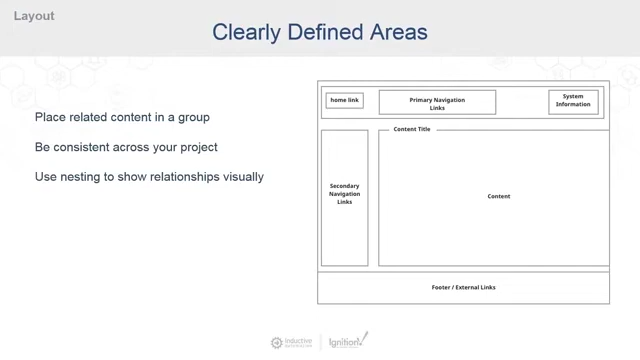 Layout
Clearly Defined Areas
Place related content in a group
Be consistent across your project
Use nesting to show relationships visually
home link
Primary Navigation
Links
System
Information
Content Title
Secondary
Navigation
Links
Content
Footer / External Links
inductive
automation
Ignition